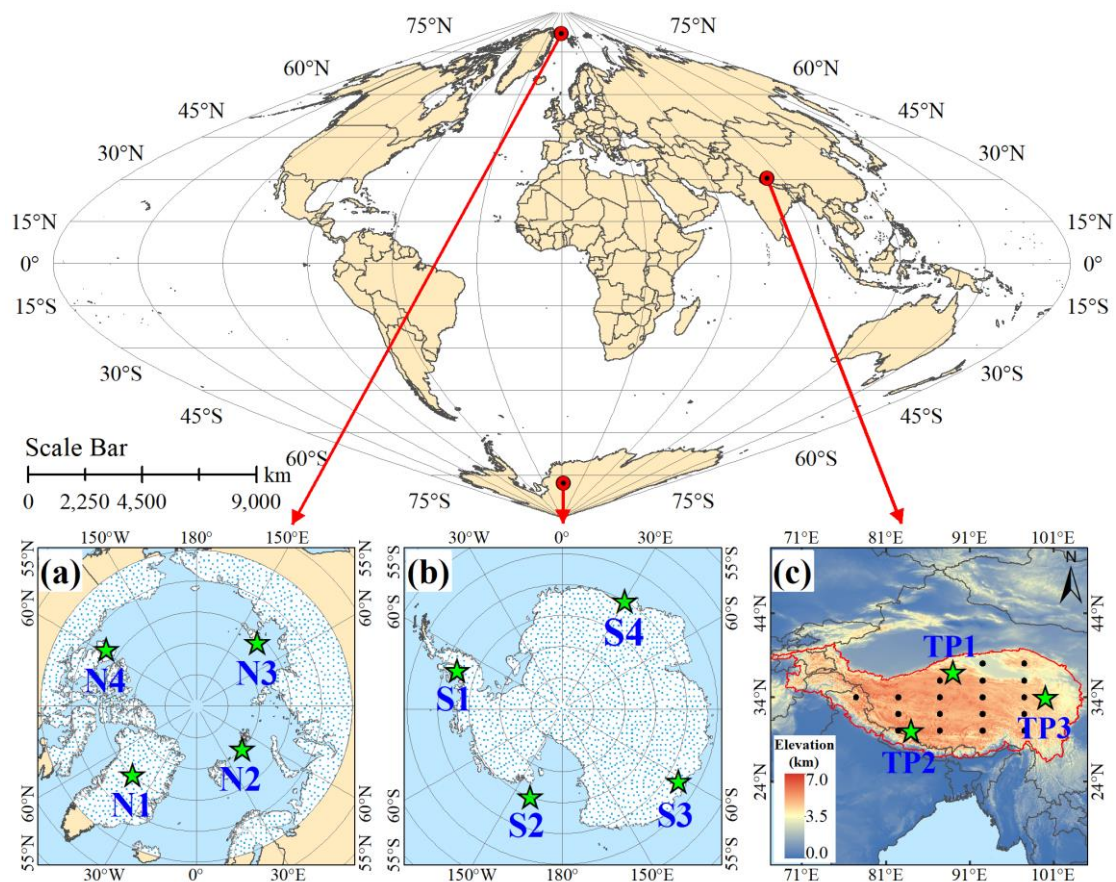 75°N 75°N
60°N 60°N
45°N 45°N
30°N 30°N
15°N 15°N
0° 0°
15°S 15°S
30°S 30°S
45°S 45°S
60°S 60°S
75°S 75°S
Scale Bar
km
0 2,250 4,500 9,000
150°W 180° 150°E
55°N 55°N
60°N 60°N
(a)
N4 N3
N2
N1
60°N 60°N
55°N 55°N
30°W 0° 30°E
30°W 0° 30°E
55°S 55°S
60°S 60°S
(b)
S4
S1
S3
S2
60°S 60°S
55°S 55°S
150°W 180° 150°E
71°E 81°E 91°E 101°E
(c)
N
44°N 44°N
TP1
34°N 34°N
TP3
TP2
Elevation
(km)
7.0
3.5
0.0
24°N 24°N
71°E 81°E 91°E 101°E